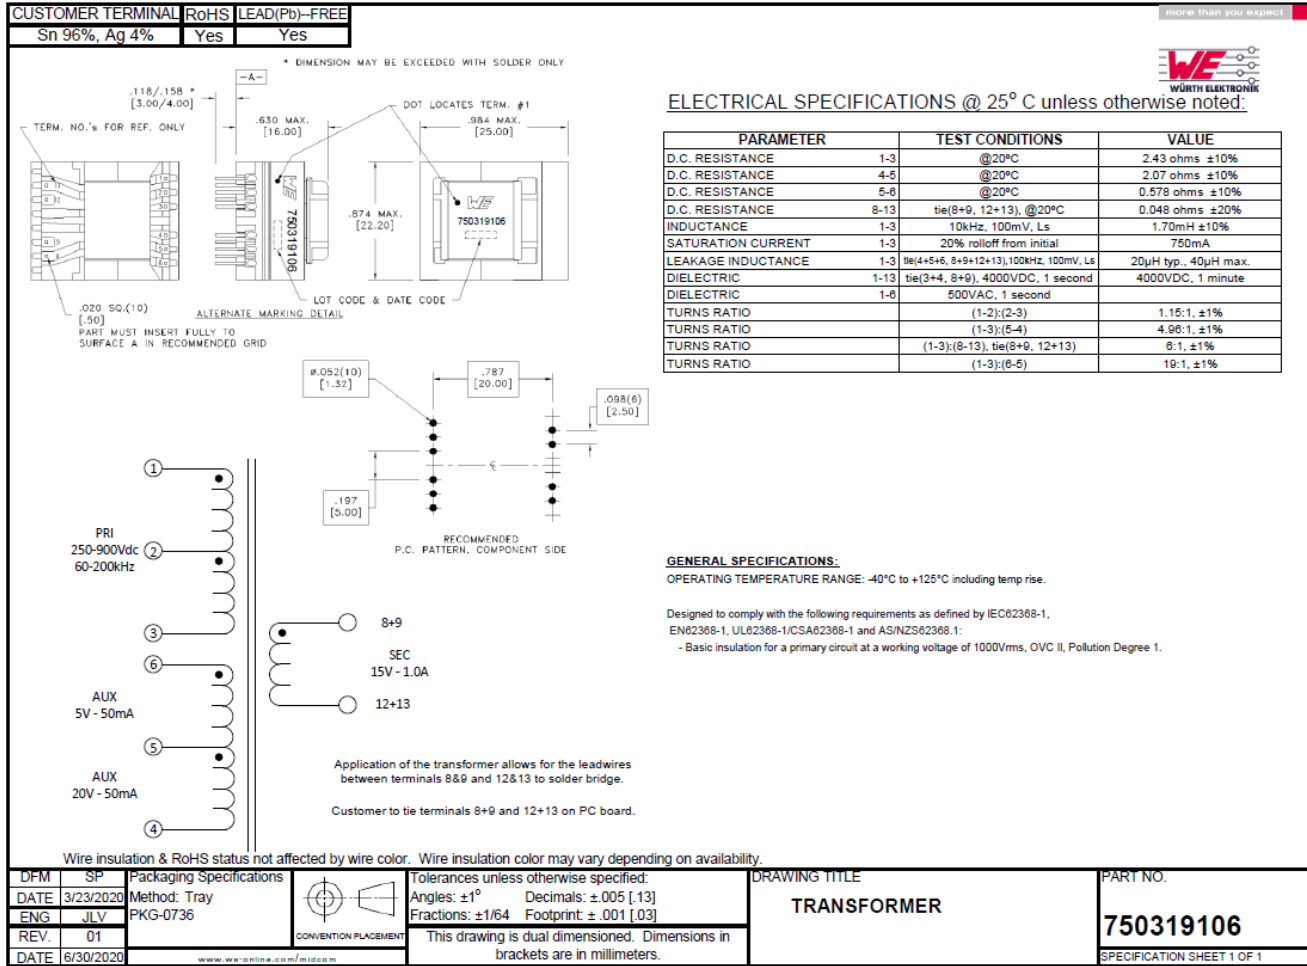 CUSTOMER TERMINAL RoHS LEAD(Pb)--FREE
Sn 96%, Ag 4% Yes Yes
more than you expect
WE
WÜRTH ELEKTRONIK
* DIMENSION MAY BE EXCEEDED WITH SOLDER ONLY
-A-
.118/.158 *
[3.00/4.00]
TERM. NO.'s FOR REF. ONLY
.630 MAX.
[16.00]
DOT LOCATES TERM. #1
.984 MAX.
[25.00]
.874 MAX.
[22.20]
WE
750319106
WE
750319106
13
12
9
8
1
2
3
4
5
6
LOT CODE & DATE CODE
.020 SQ.(10)
[.50]
ALTERNATE MARKING DETAIL
PART MUST INSERT FULLY TO
SURFACE A IN RECOMMENDED GRID
ELECTRICAL SPECIFICATIONS @ 25° C unless otherwise noted:
PARAMETER TEST CONDITIONS VALUE
D.C. RESISTANCE 1-3 @20ºC 2.43 ohms ±10%
D.C. RESISTANCE 4-5 @20ºC 2.07 ohms ±10%
D.C. RESISTANCE 5-6 @20ºC 0.578 ohms ±10%
D.C. RESISTANCE 8-13 tie(8+9, 12+13), @20ºC 0.048 ohms ±20%
INDUCTANCE 1-3 10kHz, 100mV, Ls 1.70mH ±10%
SATURATION CURRENT 1-3 20% rolloff from initial 750mA
LEAKAGE INDUCTANCE 1-3 tie(4+5+6, 8+9+12+13),100kHz, 100mV, Ls 20µH typ., 40µH max.
DIELECTRIC 1-13 tie(3+4, 8+9), 4000VDC, 1 second 4000VDC, 1 minute
DIELECTRIC 1-6 500VAC, 1 second
TURNS RATIO (1-2):(2-3) 1.15:1, ±1%
TURNS RATIO (1-3):(5-4) 4.96:1, ±1%
TURNS RATIO (1-3):(8-13), tie(8+9, 12+13) 6:1, ±1%
TURNS RATIO (1-3):(6-5) 19:1, ±1%
ø.052(10)
[1.32]
.787
[20.00]
.098(6)
[2.50]
.197
[5.00]
RECOMMENDED
P.C. PATTERN, COMPONENT SIDE
1
PRI
250-900Vdc
60-200kHz
2
3
6
AUX
5V - 50mA
5
AUX
20V - 50mA
4
8+9
SEC
15V - 1.0A
12+13
Application of the transformer allows for the leadwires
between terminals 8&9 and 12&13 to solder bridge.
Customer to tie terminals 8+9 and 12+13 on PC board.
GENERAL SPECIFICATIONS:
OPERATING TEMPERATURE RANGE: -40°C to +125°C including temp rise.
Designed to comply with the following requirements as defined by IEC62368-1,
EN62368-1, UL62368-1/CSA62368-1 and AS/NZS62368.1:
- Basic insulation for a primary circuit at a working voltage of 1000Vrms, OVC II, Pollution Degree 1.
Wire insulation & RoHS status not affected by wire color. Wire insulation color may vary depending on availability.
DFM SP
DATE 3/23/2020
ENG JLV
REV. 01
DATE 6/30/2020
Packaging Specifications
Method: Tray
PKG-0736
www.we-online.com/midcom
CONVENTION PLACEMENT
Tolerances unless otherwise specified:
Angles: ±1° Decimals: ±.005 [.13]
Fractions: ±1/64 Footprint: ± .001 [.03]
This drawing is dual dimensioned. Dimensions in
brackets are in millimeters.
DRAWING TITLE
TRANSFORMER
PART NO.
750319106
SPECIFICATION SHEET 1 OF 1